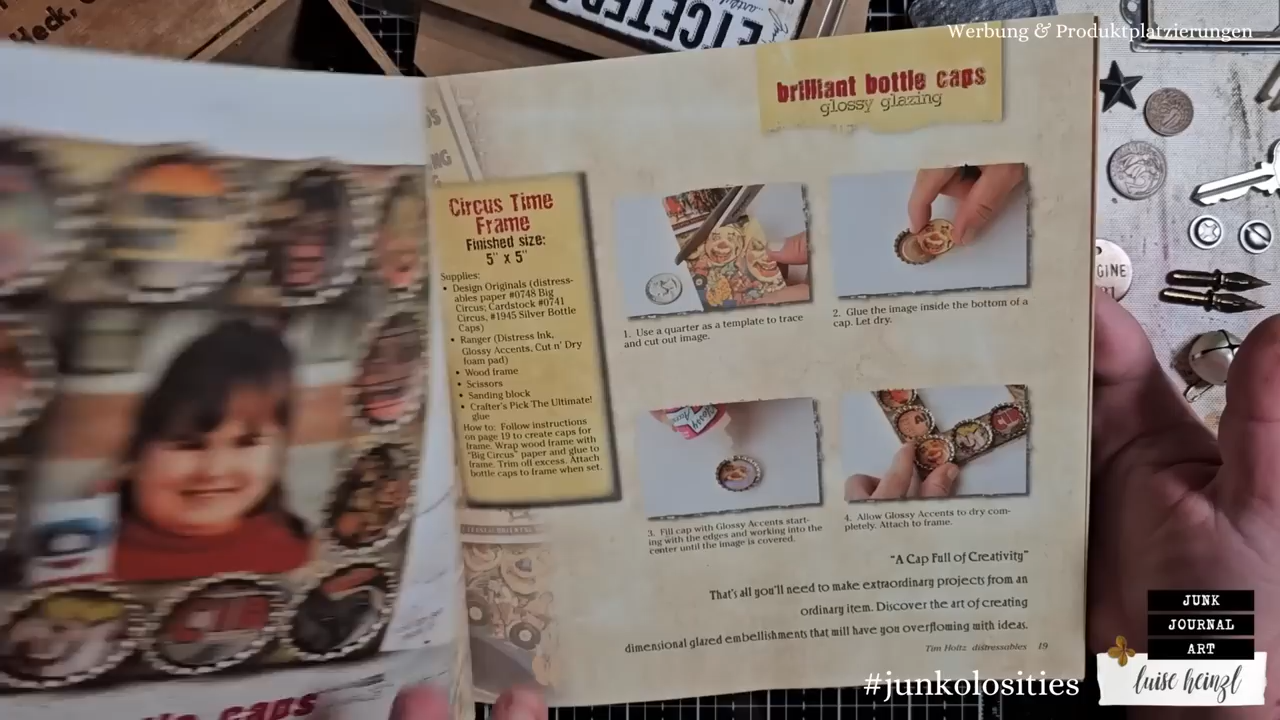 Heck,
ETCETERA
Werbung & Produktplatzierungen
brilliant bottle caps
glossy glazing
Circus Time
Frame
Finished size:
5" x 5"
Supplies:
• Design Originals (distress-
ables paper #0748 Big
Circus; Cardstock #0741
Circus, #1945 Silver Bottle
Caps)
• Ranger (Distress Ink,
Glossy Accents, Cut n' Dry
foam pad)
• Wood frame
• Scissors
• Sanding block
• Crafter's Pick The Ultimate!
glue
How to: Follow instructions
on page 19 to create caps for
frame. Wrap wood frame with
"Big Circus" paper and glue to
frame. Trim off excess. Attach
bottle caps to frame when set.
1. Use a quarter as a template to trace
and cut out image.
2. Glue the image inside the bottom of a
cap. Let dry.
3. Fill cap with Glossy Accents start-
ing with the edges and working into the
center until the image is covered.
4. Allow Glossy Accents to dry com-
pletely. Attach to frame.
"A Cap Full of Creativity"
That's all you'll need to make extraordinary projects from an
ordinary item. Discover the art of creating
dimensional glazed embellishments that will have you overflowing with ideas.
Tim Holtz distressables 19
caps
GINE
JUNK
JOURNAL
ART
luise heinzl
#junkolosities